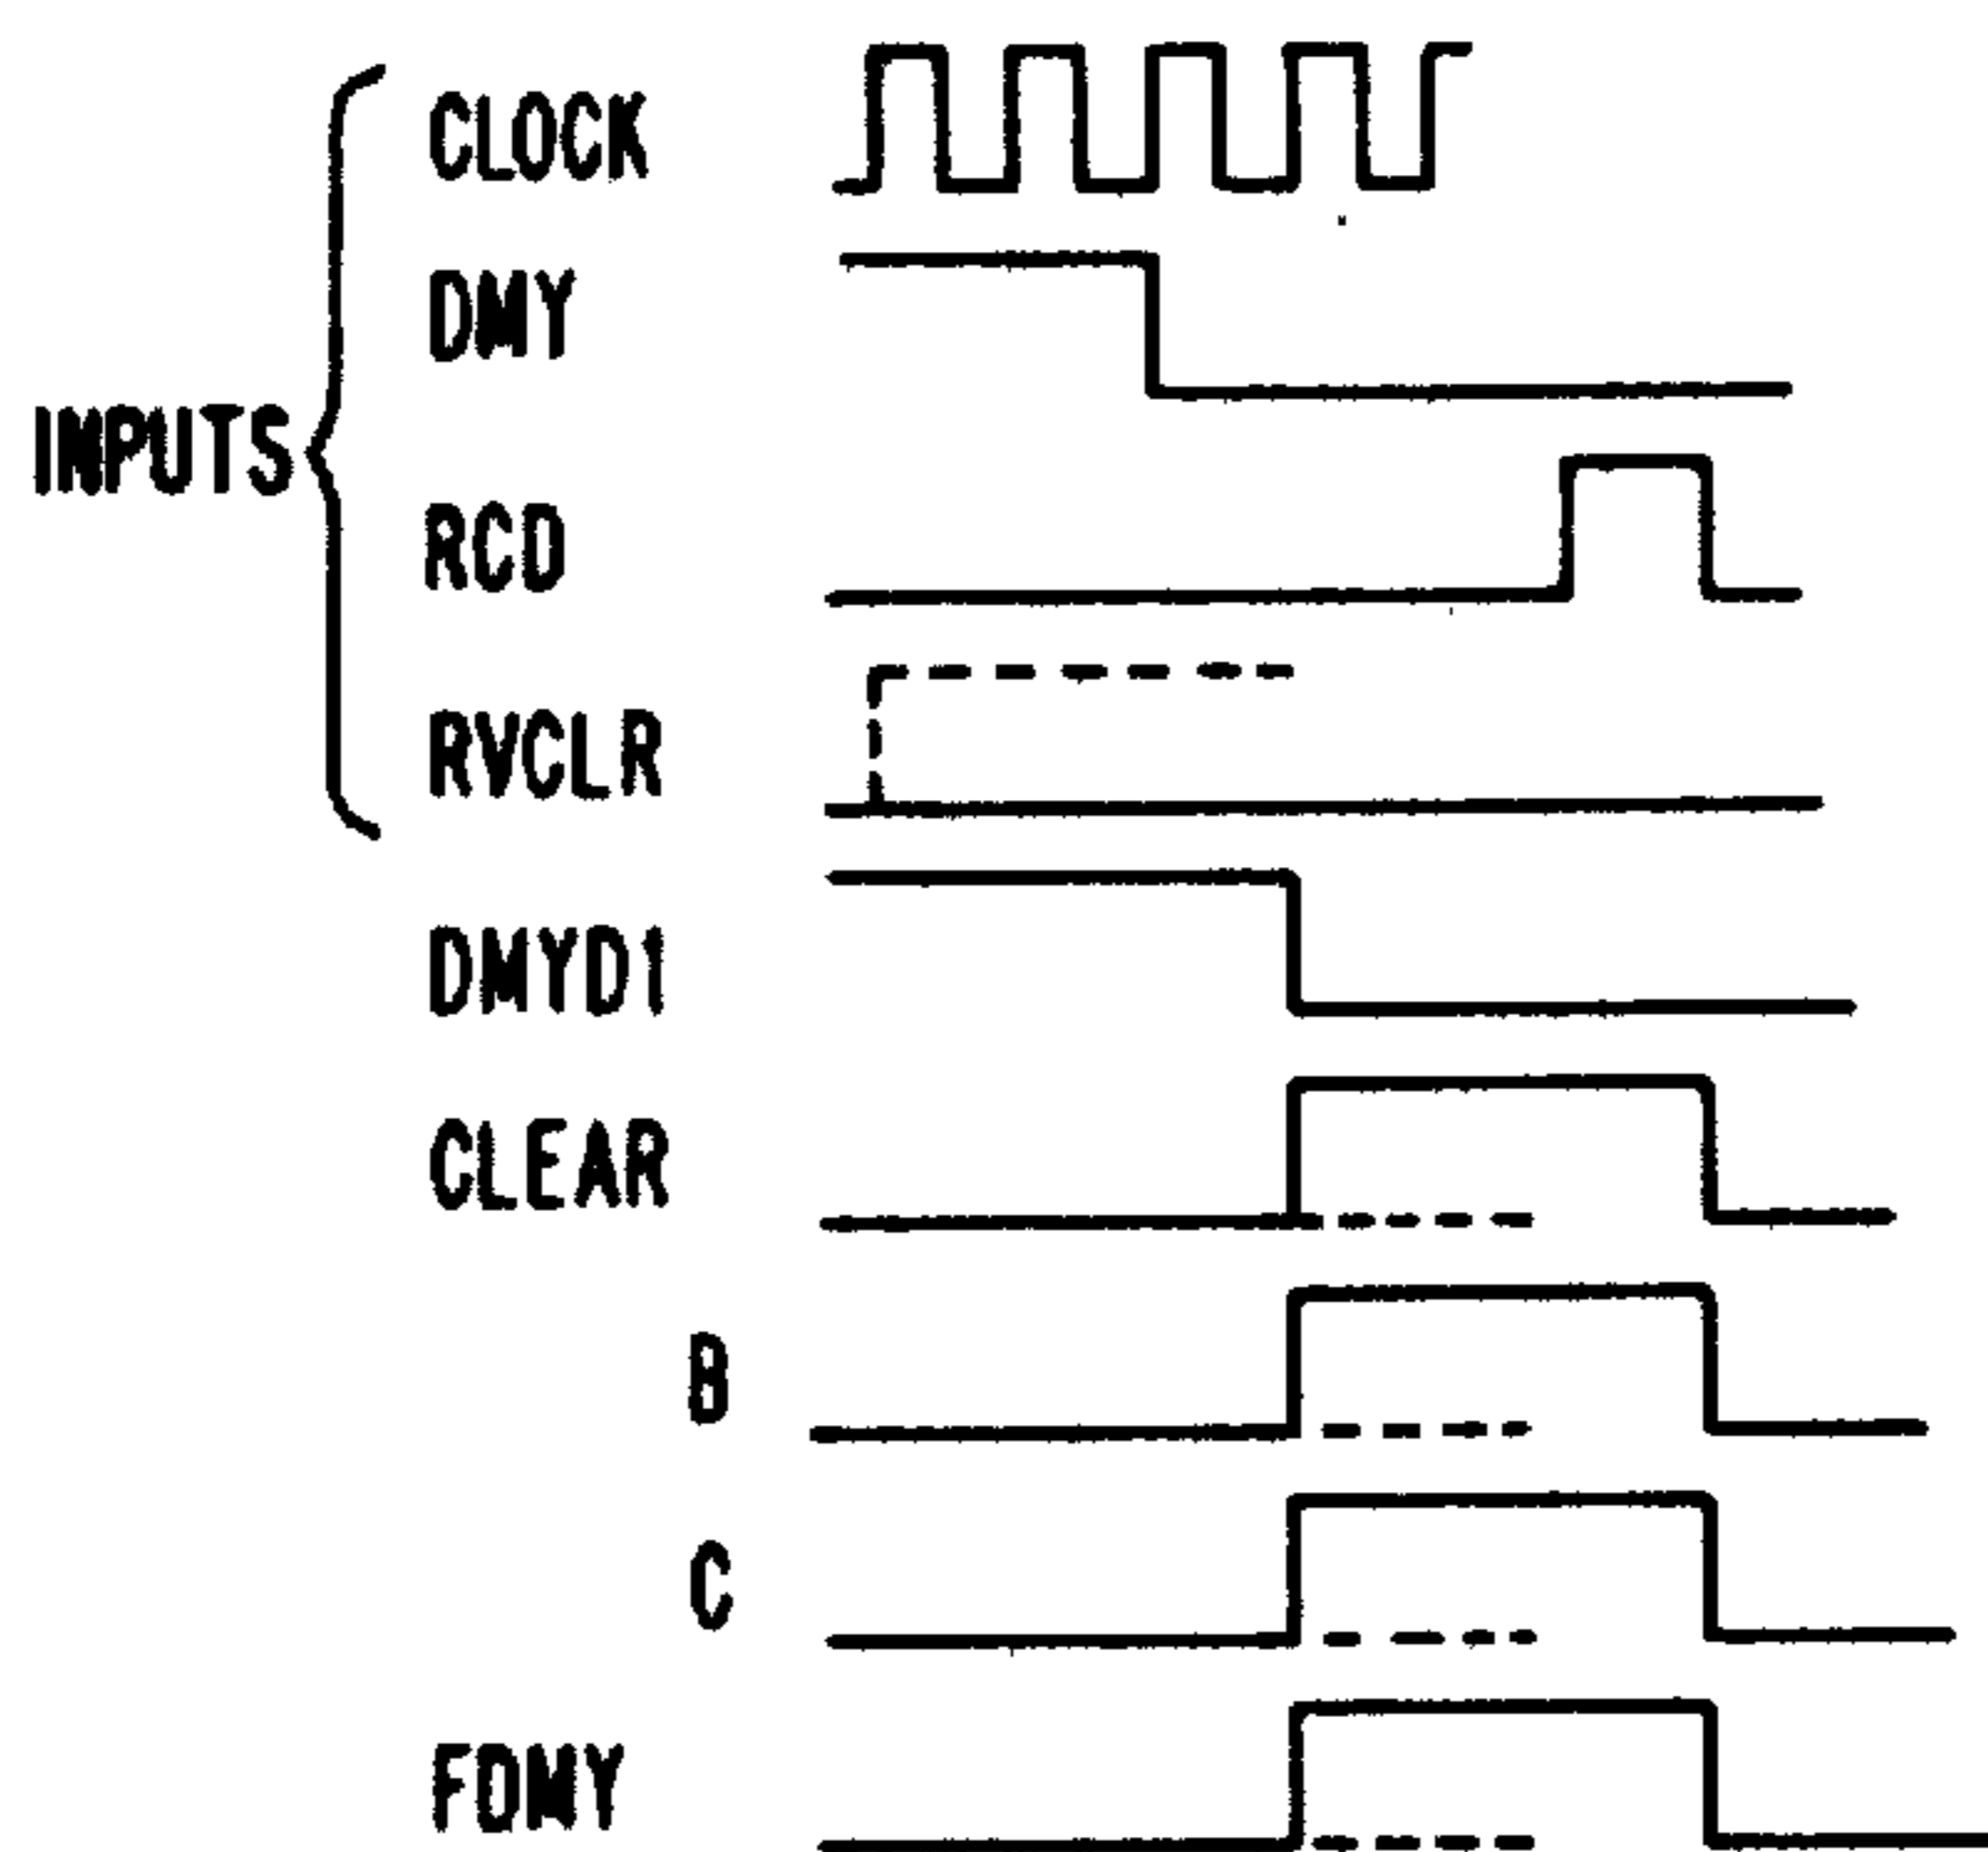 CLOCK
DMY
INPUTS
RCD
RVCLR
DMYD1
CLEAR
B
C
FDMY